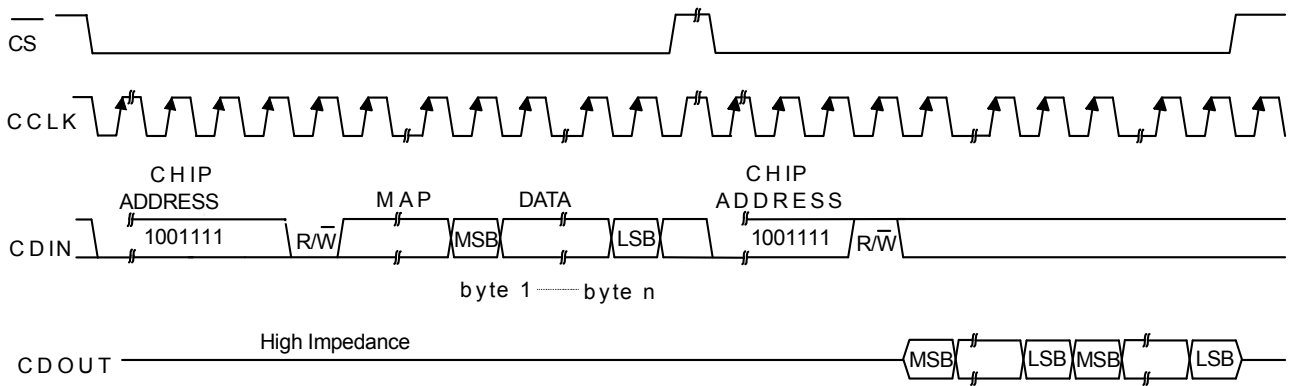 CS
CCLK
CHIP
ADDRESS
MAP
DATA
CHIP
ADDRESS
CDIN
1001111
R/W
MSB
LSB
1001111
R/W
byte 1 byte n
High Impedance
CDOUT
MSB
LSB
MSB
LSB